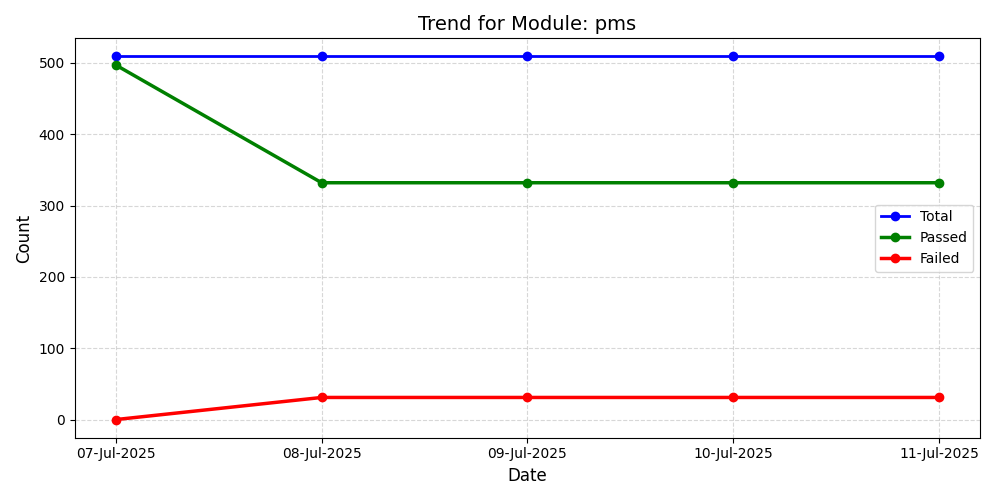 Trend for Module: pms
500
400
300
200
100
0
Count
Total
Passed
Failed
07-Jul-2025
08-Jul-2025
09-Jul-2025
10-Jul-2025
11-Jul-2025
Date